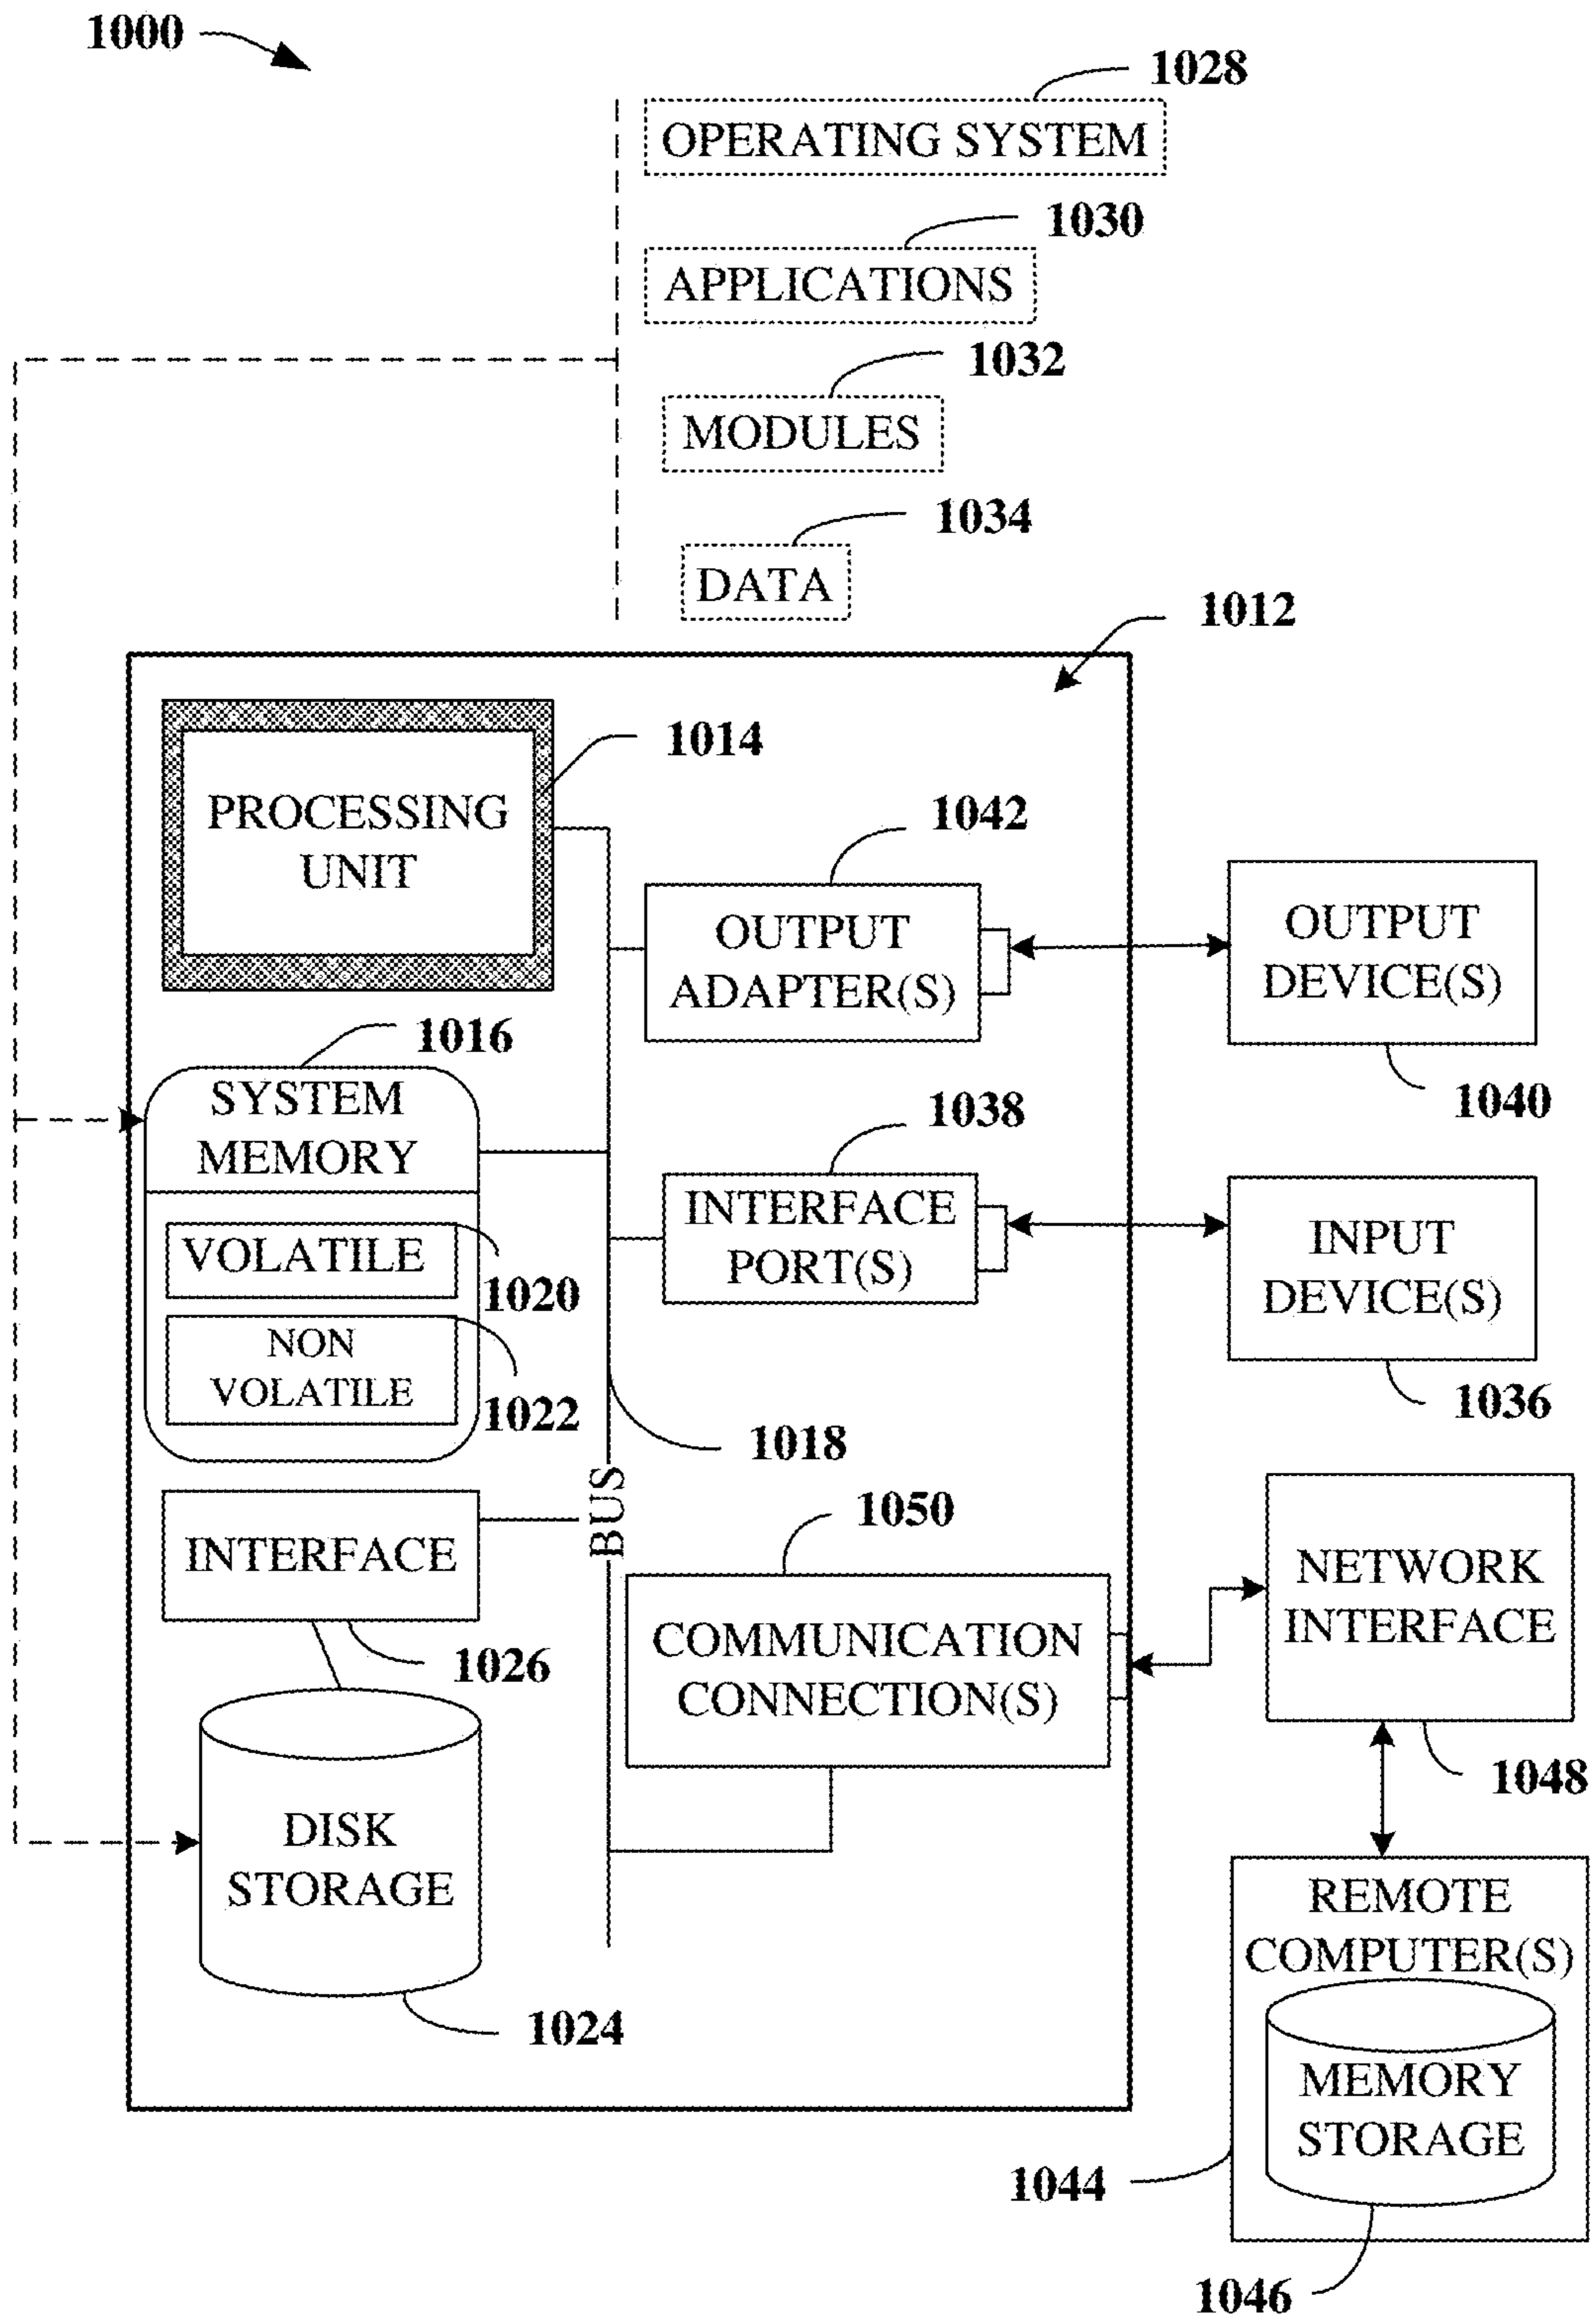 1000
1028
OPERATING SYSTEM
1030
APPLICATIONS
1032
MODULES
1034
DATA
1012
1014
PROCESSING
UNIT
1042
OUTPUT
ADAPTER(S)
OUTPUT
DEVICE(S)
1040
1016
SYSTEM
MEMORY
VOLATILE
1020
NON
VOLATILE
1022
1038
INTERFACE
PORT(S)
INPUT
DEVICE(S)
1036
1018
BUS
INTERFACE
1026
1050
COMMUNICATION
CONNECTION(S)
NETWORK
INTERFACE
1048
DISK
STORAGE
1024
REMOTE
COMPUTER(S)
MEMORY
STORAGE
1044
1046